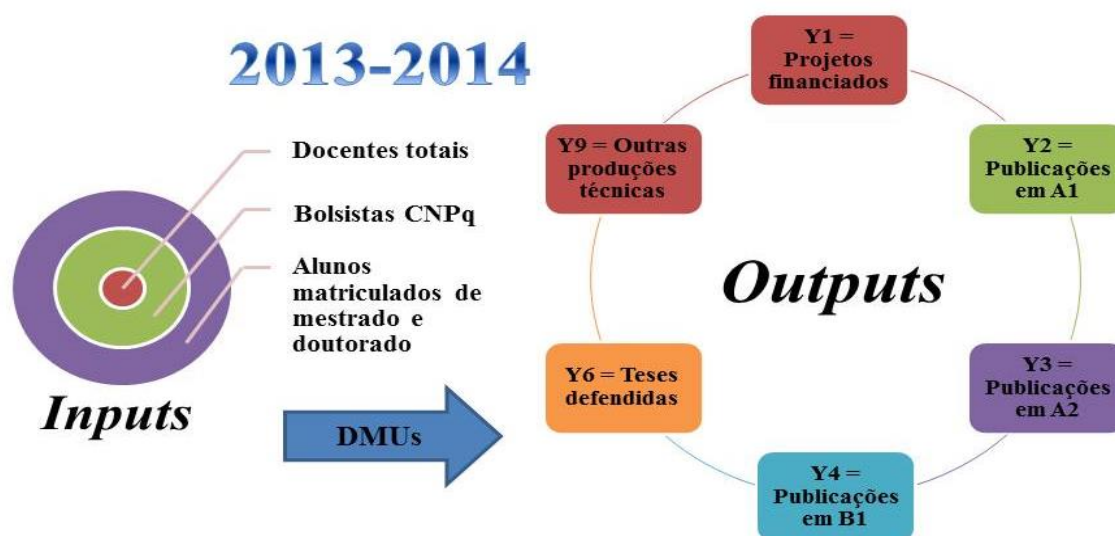 2013-2014
Docentes totais
Bolsistas CNPq
Alunos
matriculados de
mestrado e
doutorado
Inputs
DMUs
Y1 =
Projetos
financiados
Y2 =
Publicações
em A1
Y3 =
Publicações
em A2
Y4 =
Publicações
em B1
Y6 = Teses
defendidas
Y9 = Outras
produções
técnicas
Outputs